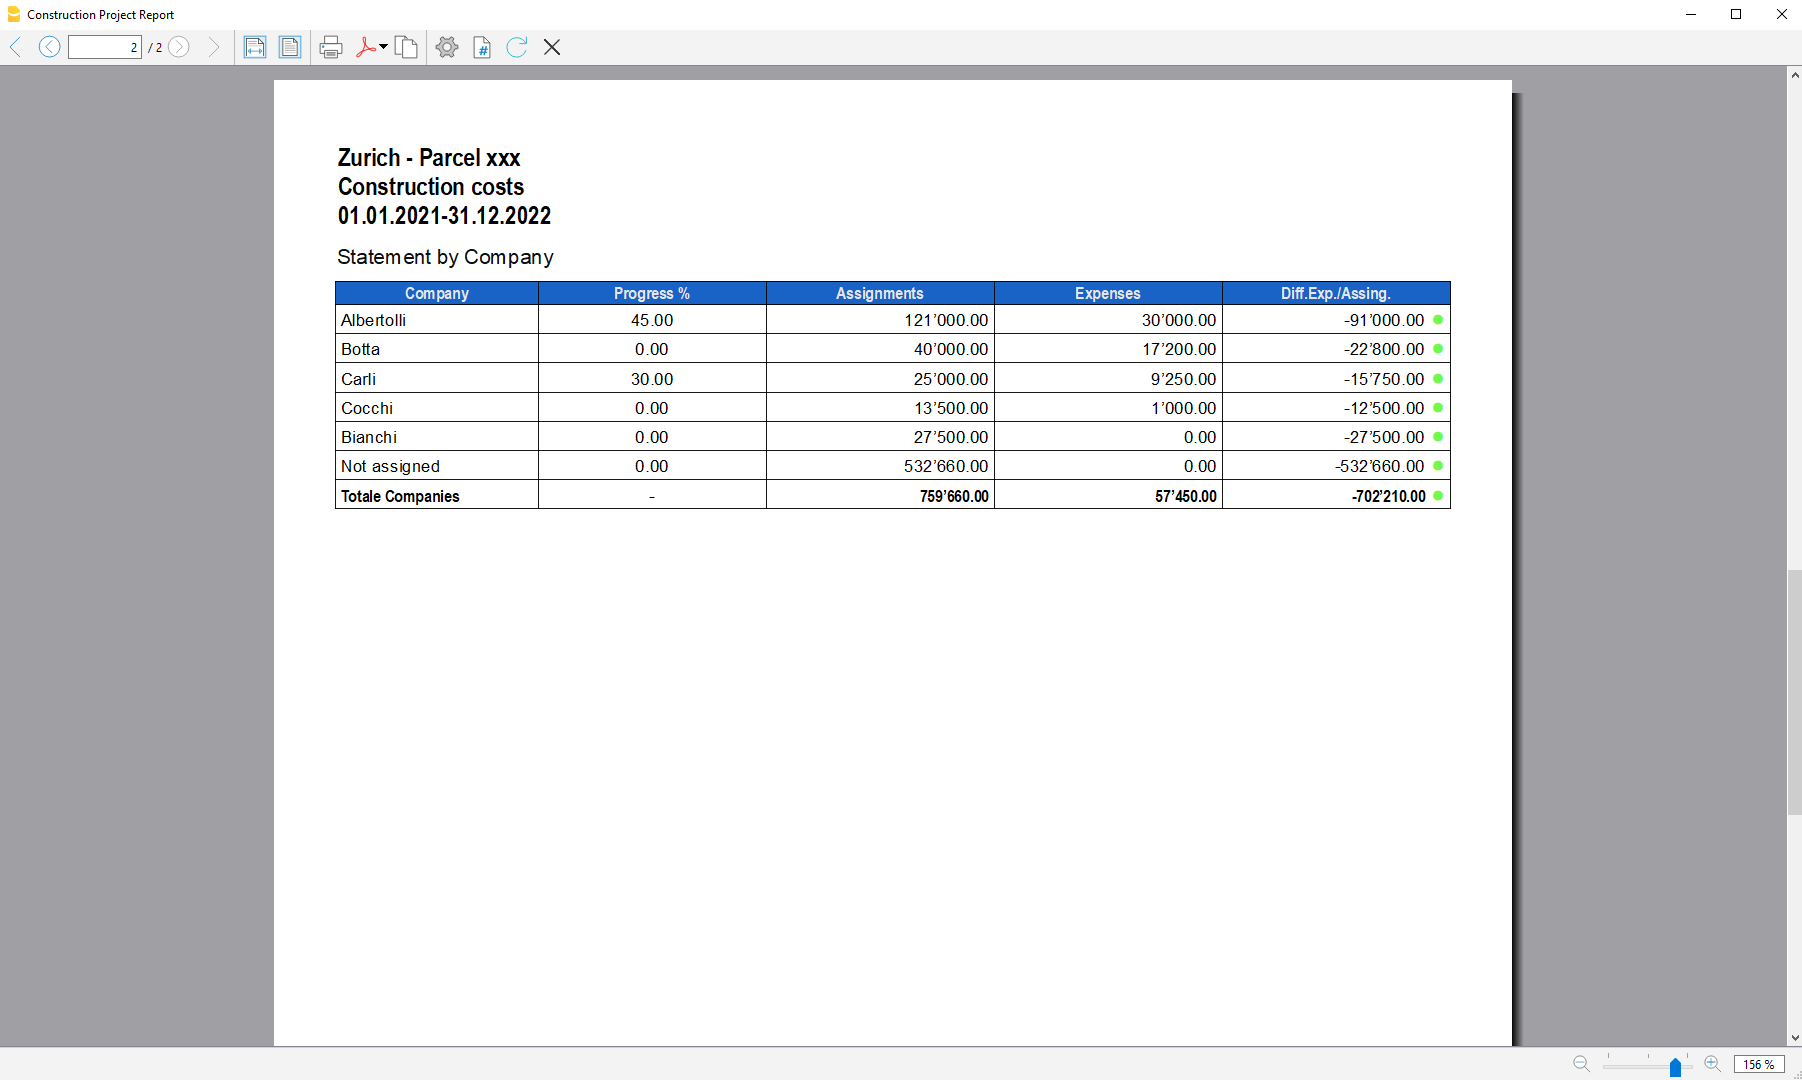 Construction Project Report
2 / 2
#
Zurich - Parcel xxx
Construction costs
01.01.2021-31.12.2022
Statement by Company
Company Progress % Assignments Expenses Diff.Exp./Assing.
Albertolli 45.00 121’000.00 30’000.00 -91’000.00
Botta 0.00 40’000.00 17’200.00 -22’800.00
Carli 30.00 25’000.00 9’250.00 -15’750.00
Cocchi 0.00 13’500.00 1’000.00 -12’500.00
Bianchi 0.00 27’500.00 0.00 -27’500.00
Not assigned 0.00 532’660.00 0.00 -532’660.00
Totale Companies - 759’660.00 57’450.00 -702’210.00
156 %